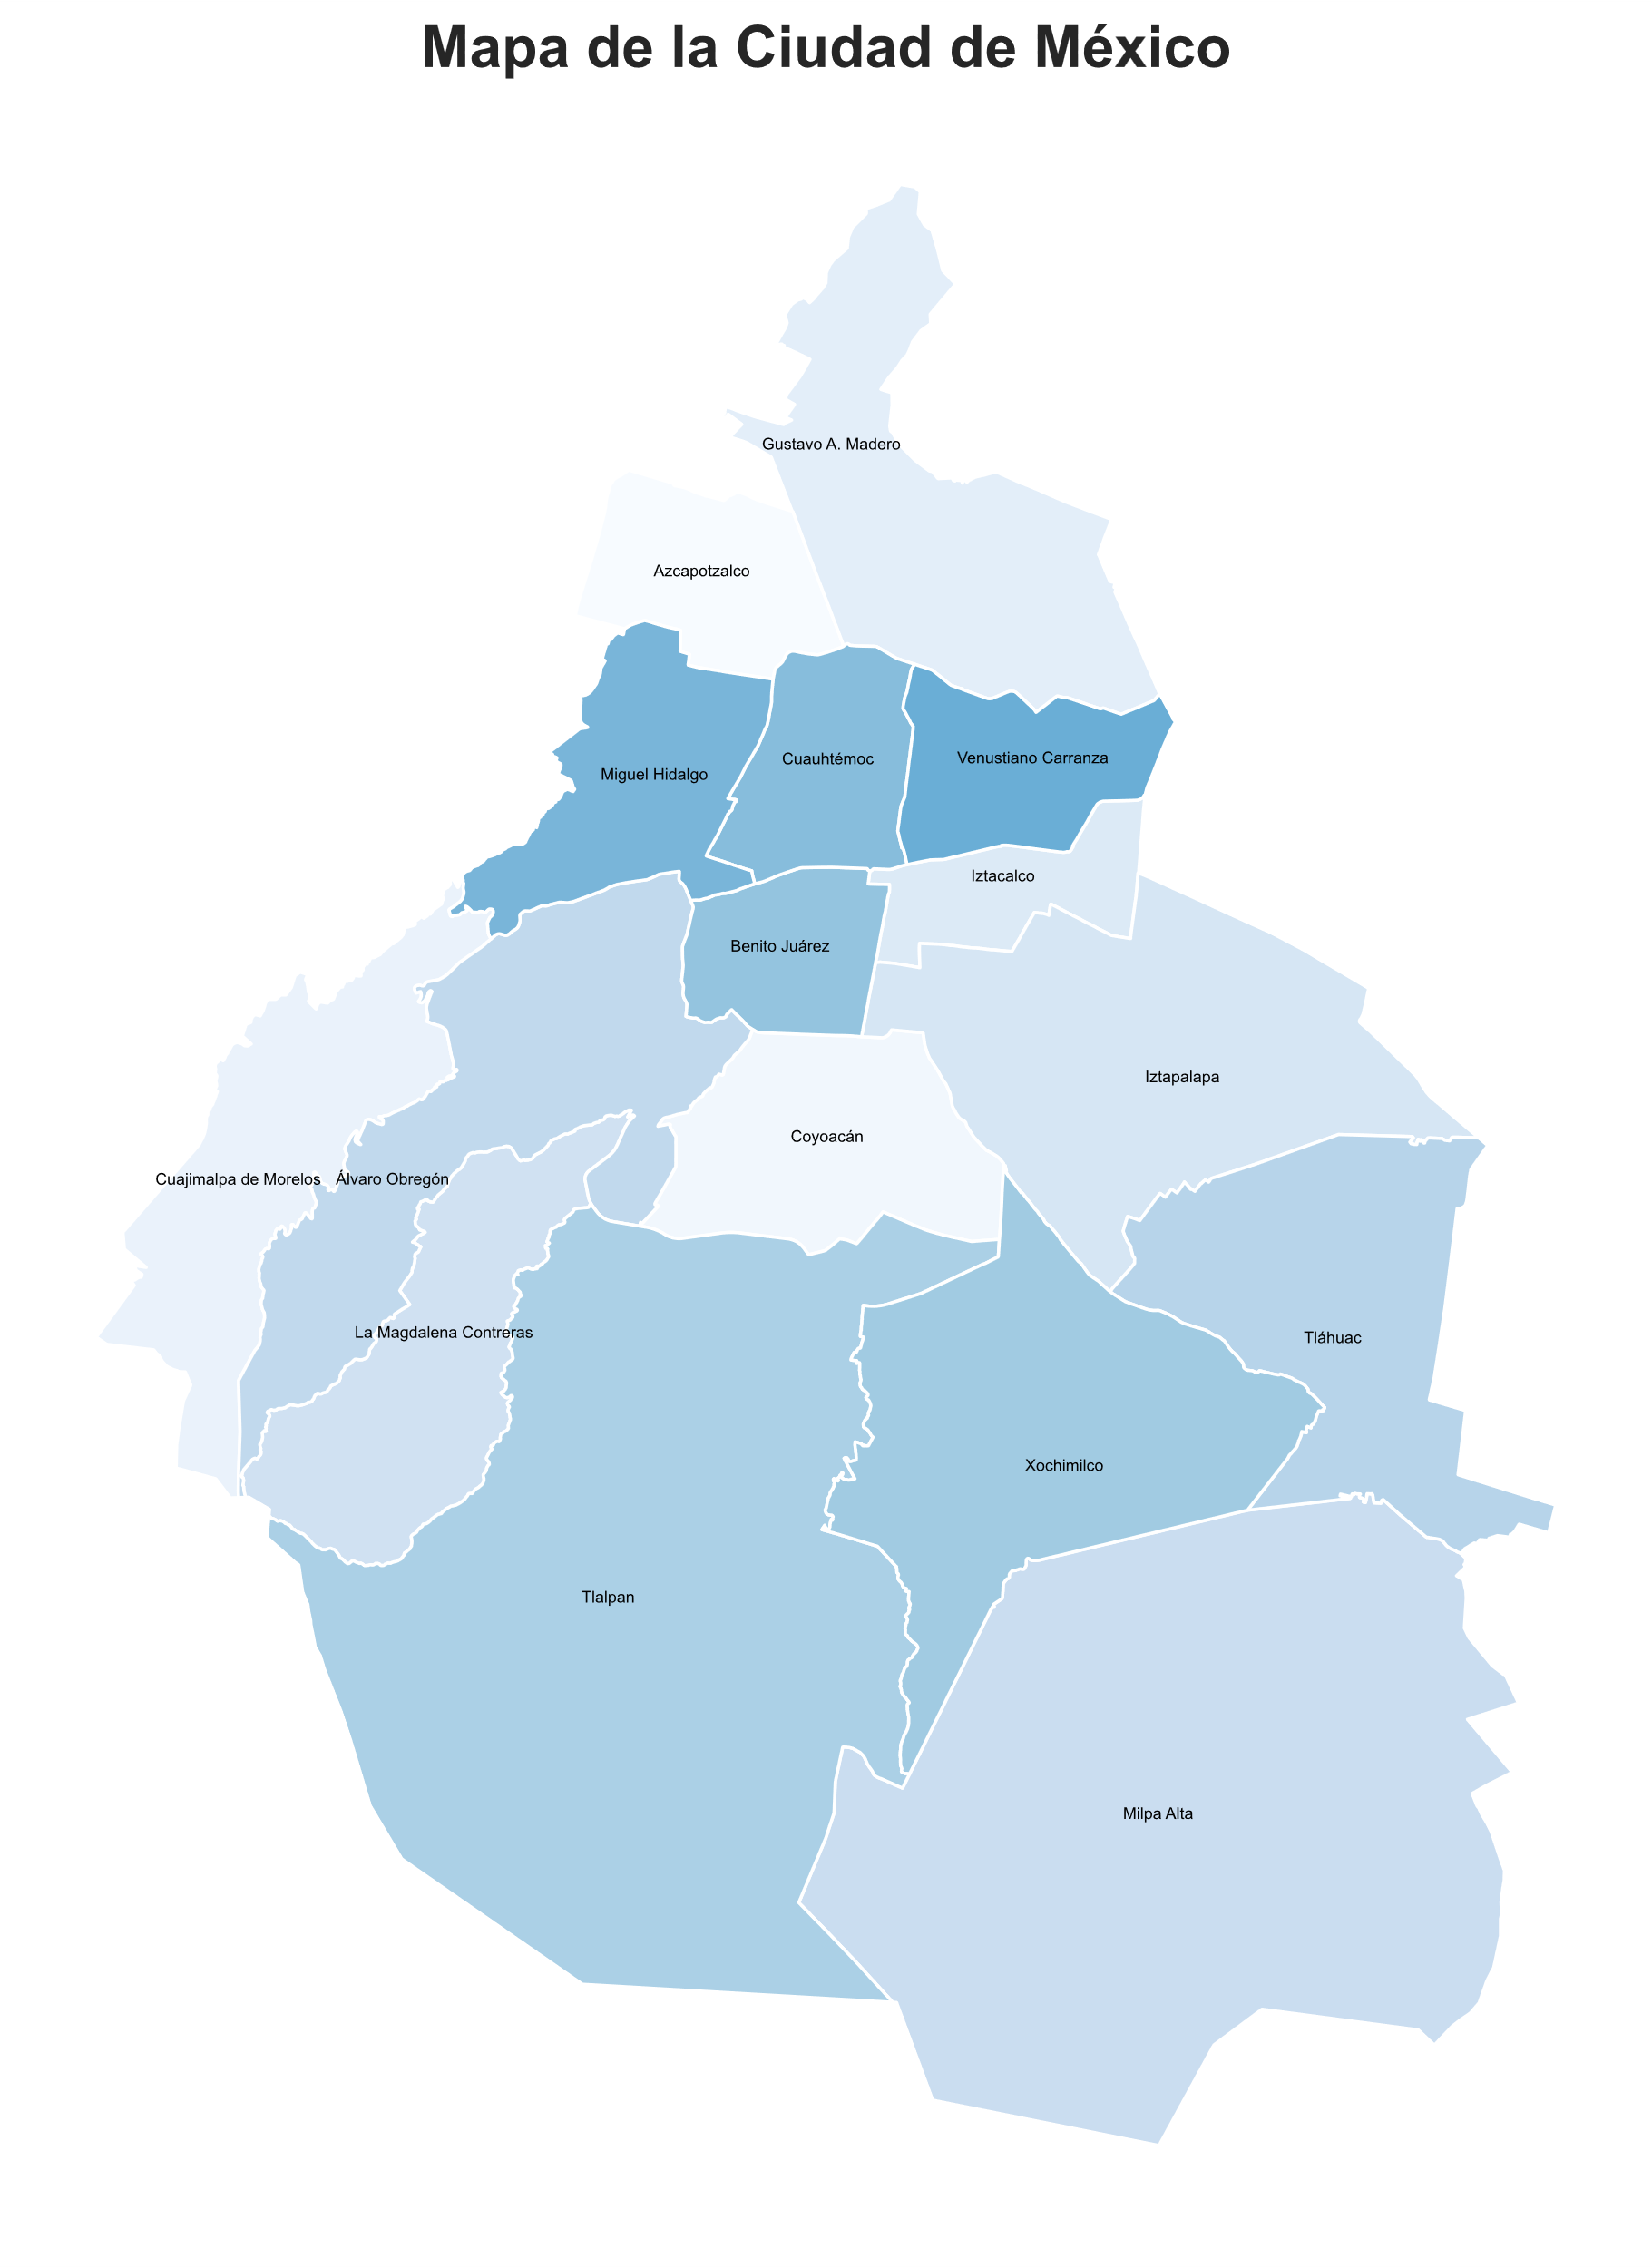 Mapa de la Ciudad de México
Gustavo A. Madero
Azcapotzalco
Cuauhtémoc
Venustiano Carranza
Miguel Hidalgo
Iztacalco
Benito Juárez
Iztapalapa
Coyoacán
Cuajimalpa de Morelos
Álvaro Obregón
La Magdalena Contreras
Tláhuac
Xochimilco
Tlalpan
Milpa Alta